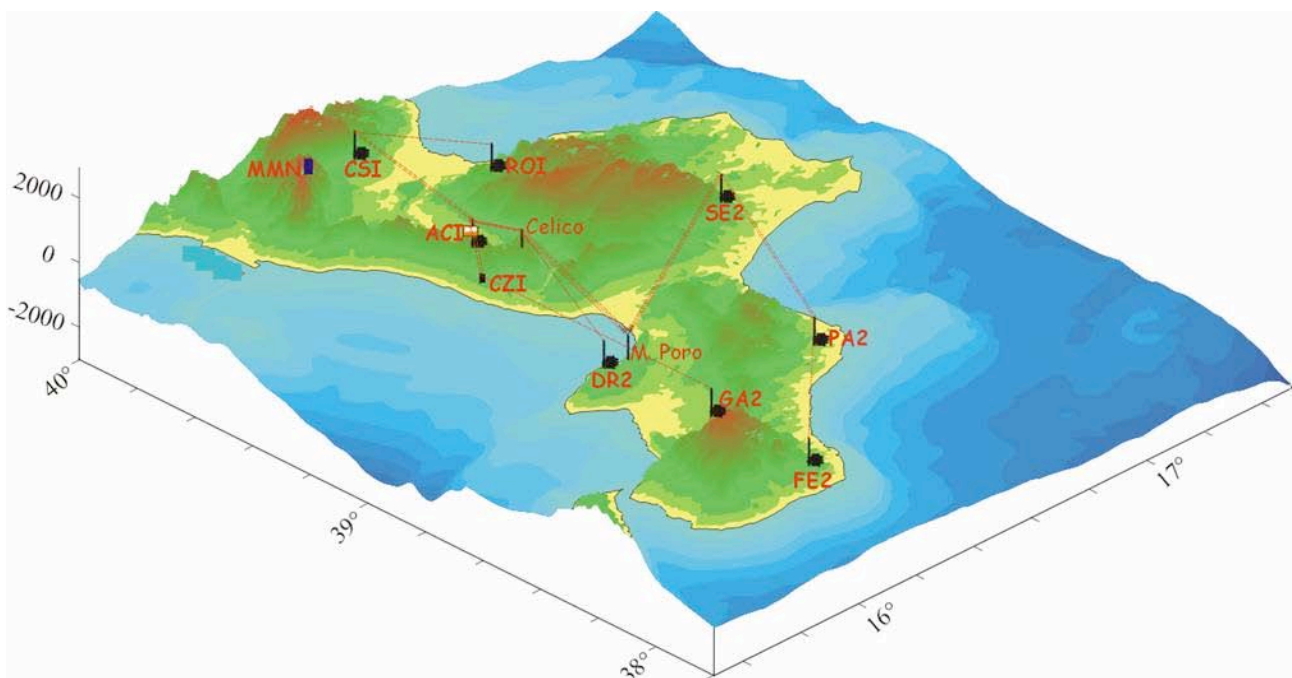 MMN
CSI
ROI
2000
SE2
ACI
Celico
0
CZI
-2000
PA2
M. Poro
DR2
40°
GA2
FE2
17°
39°
16°
38°